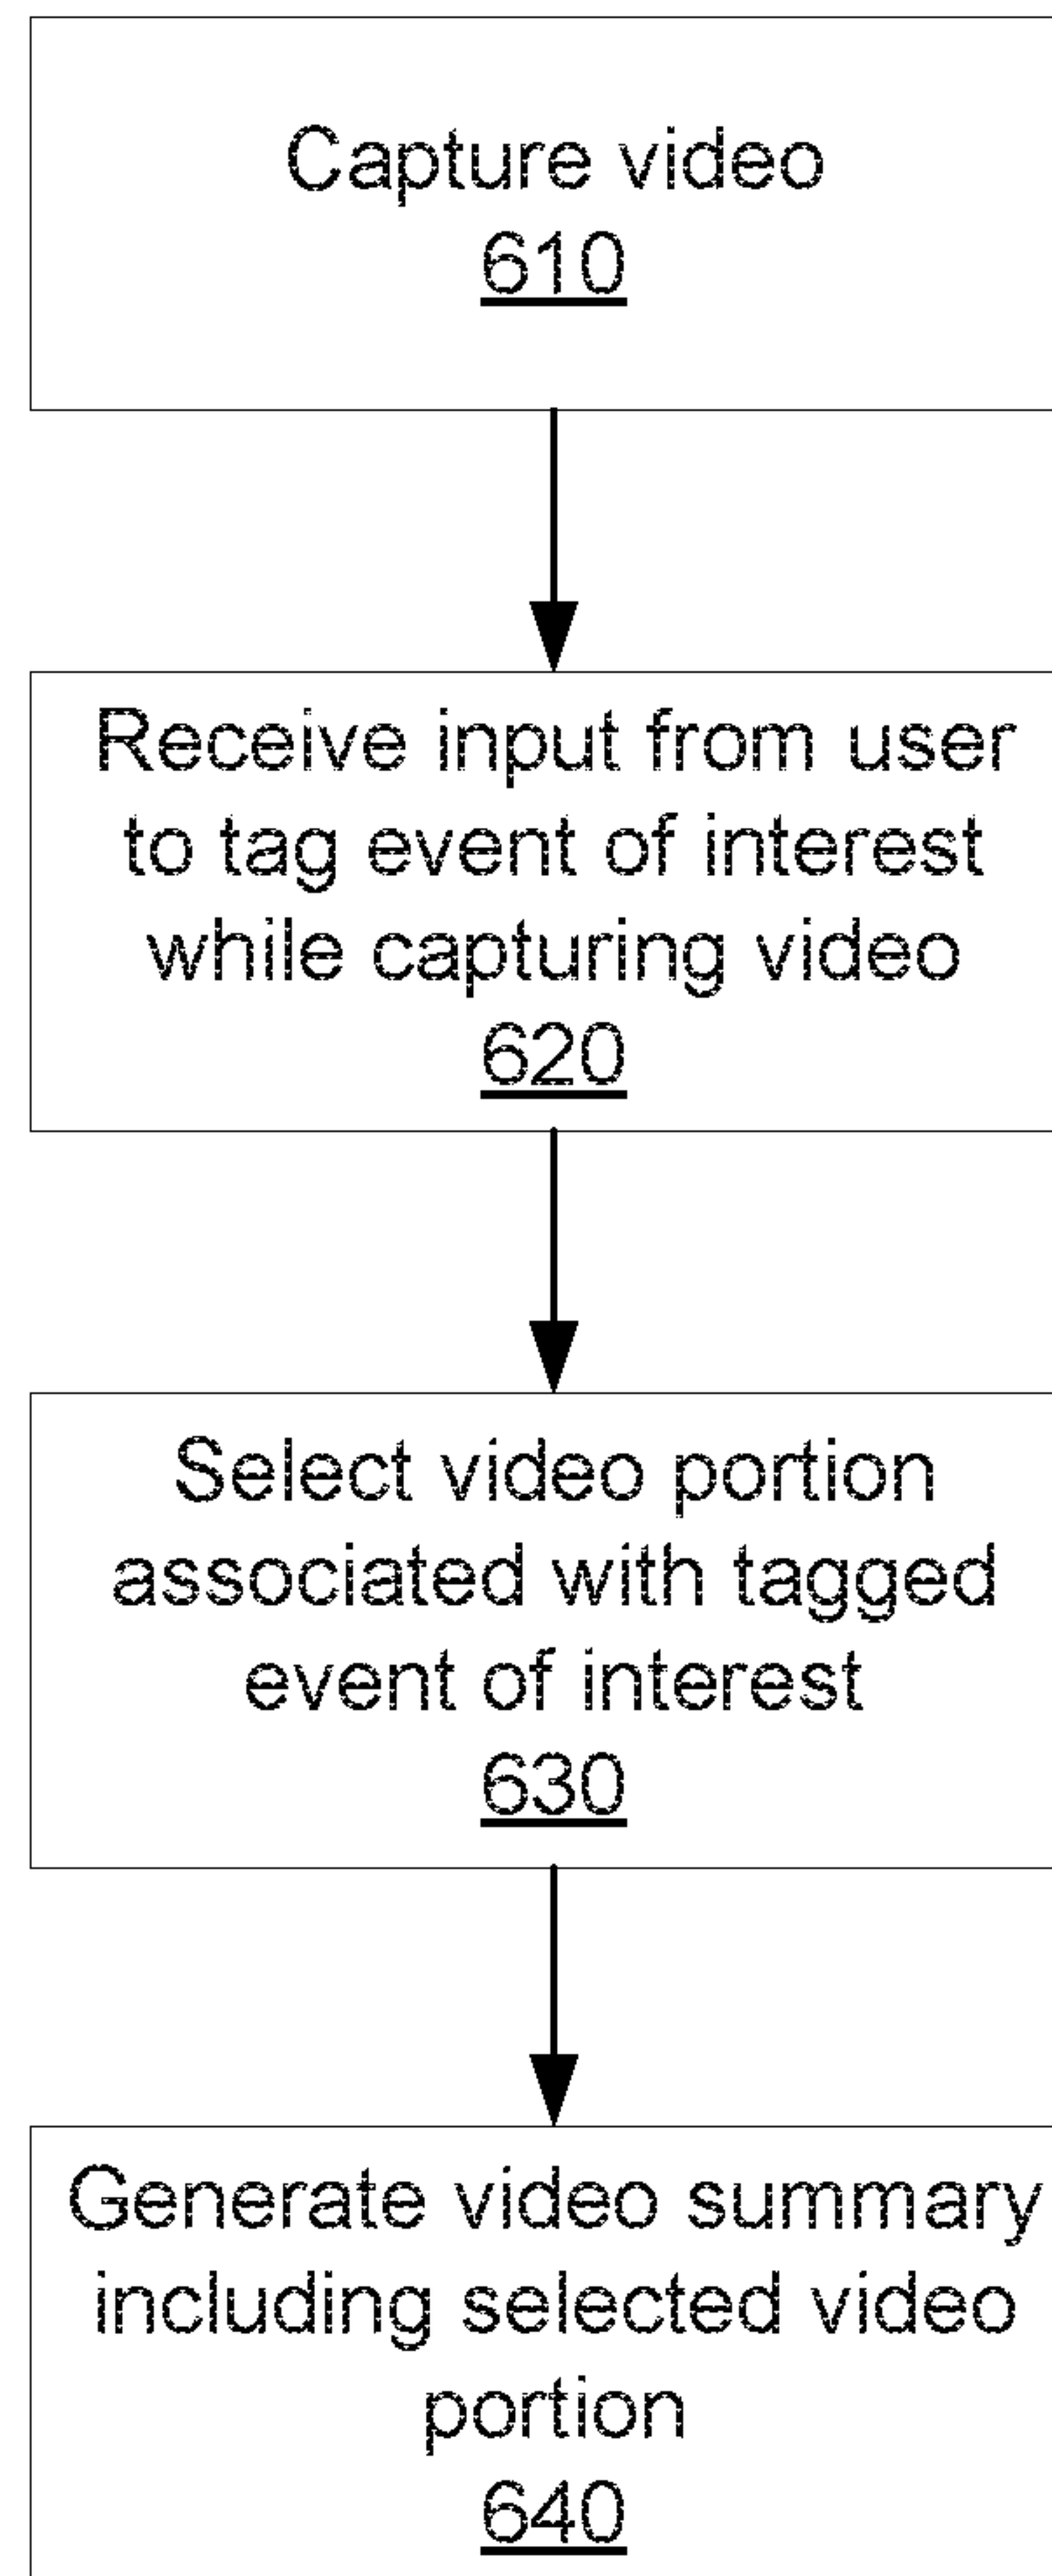 Capture video
610
Receive input from user
to tag event of interest
while capturing video
620
Select video portion
associated with tagged
event of interest
630
Generate video summary
including selected video
portion
640